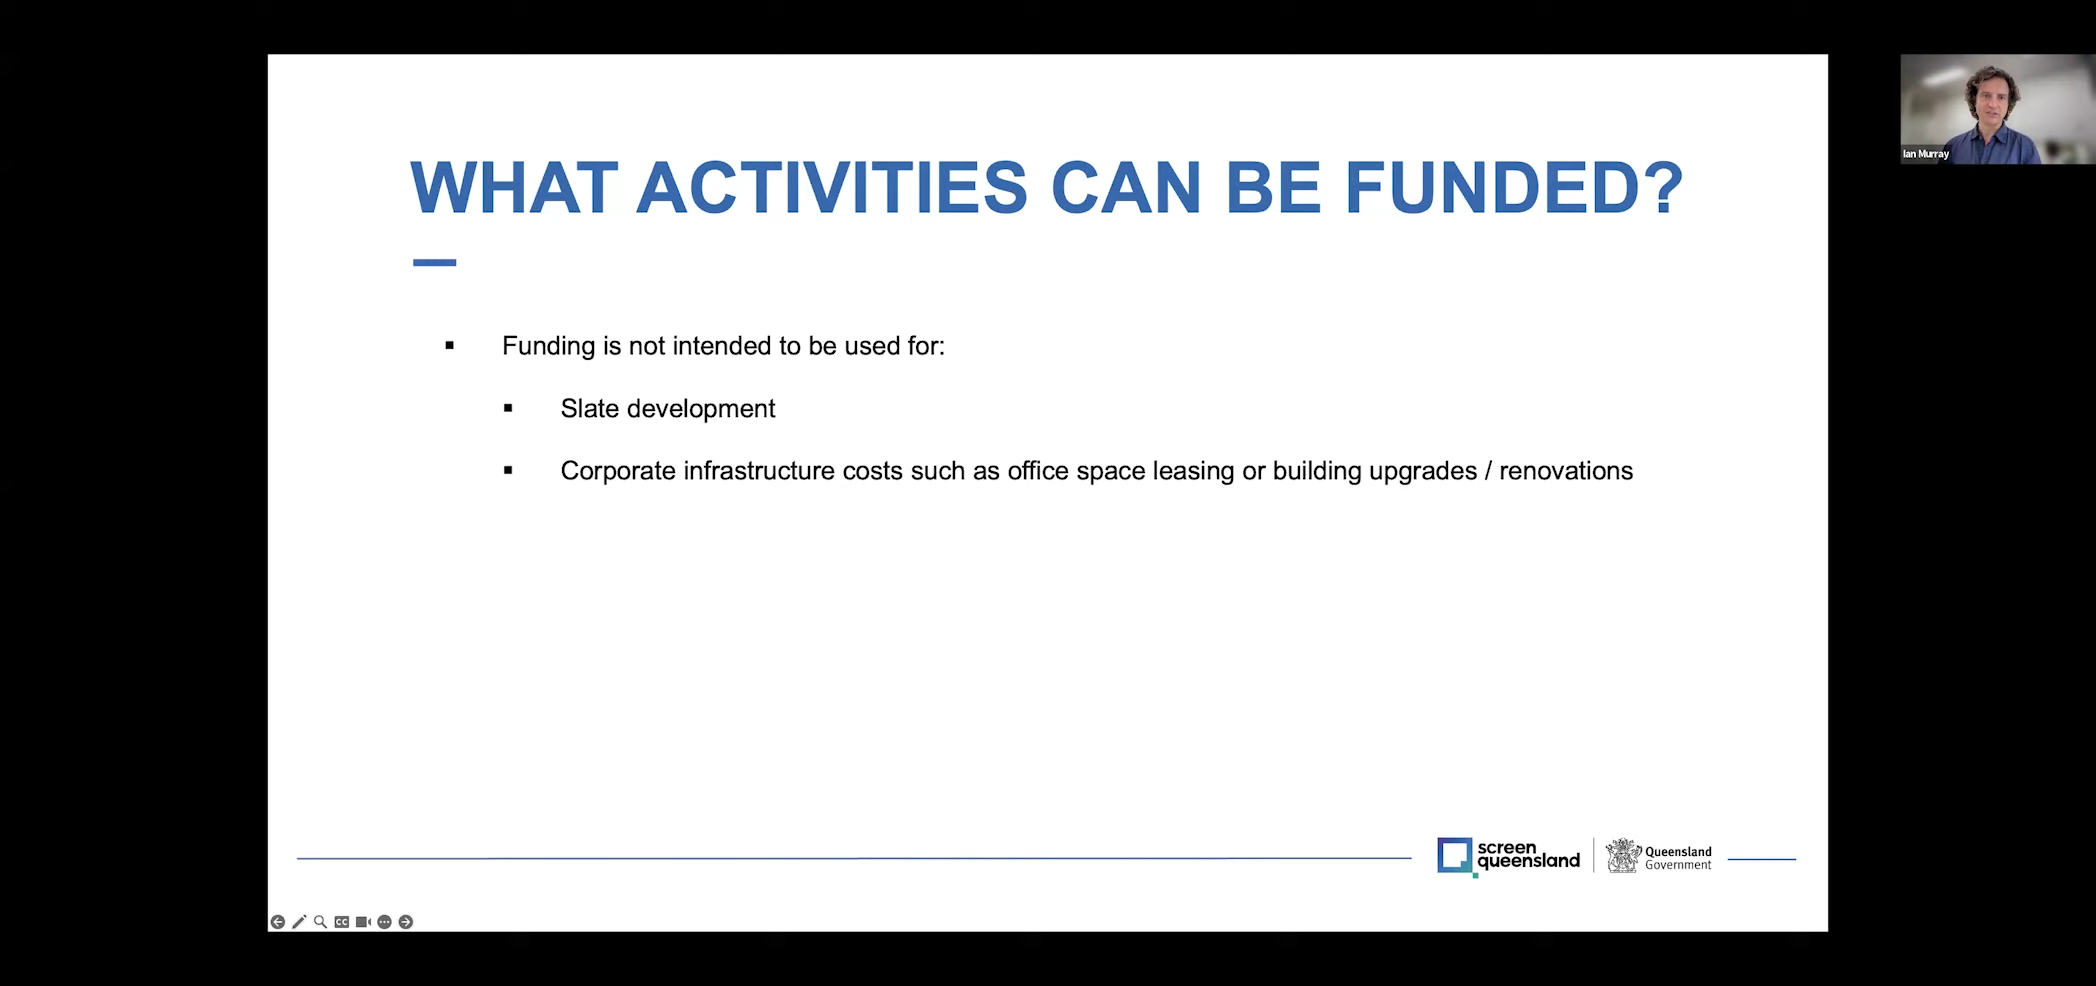 WHAT ACTIVITIES CAN BE FUNDED?
Funding is not intended to be used for:
Slate development
Corporate infrastructure costs such as office space leasing or building upgrades / renovations
screen
queensland
Queensland
Government
Ian Murray
CC